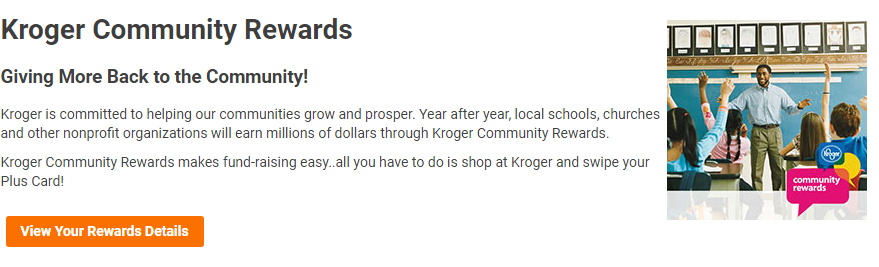 Kroger Community Rewards
Giving More Back to the Community!
Kroger is committed to helping our communities grow and prosper. Year after year, local schools, churches
and other nonprofit organizations will earn millions of dollars through Kroger Community Rewards.
Kroger Community Rewards makes fund-raising easy..all you have to do is shop at Kroger and swipe your
Plus Card!
View Your Rewards Details
Kroger
community
rewards